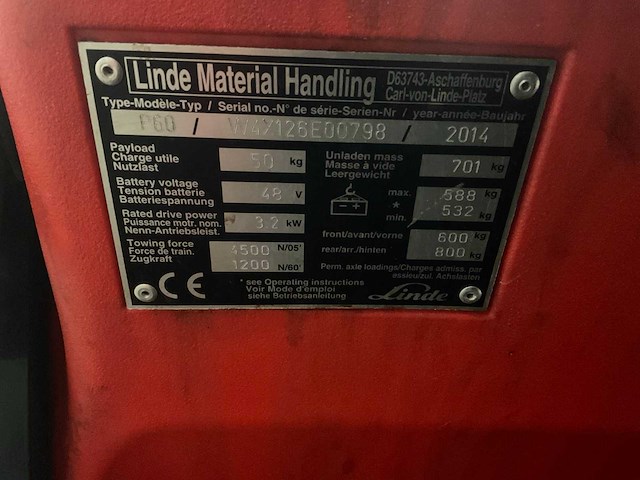 Linde Material Handling D63743-Aschaffenburg
Carl-von-Linde-Platz
Type-Modèle-Typ / Serial no.-N° de série-Serien-Nr / year-année-Baujahr
P60 / W4X126E00798 / 2014
Payload
Charge utile
Nutzlast
50 kg
Battery voltage
Tension batterie
Batteriespannung
48 V
Rated drive power
Puissance motr. nom.
Nenn-Antriebsleist.
3.2 kW
Towing force
Force de train.
Zugkraft
1500 N/05'
1200 N/60'
Unladen mass
Masse à vide
Leergewicht
701 kg
max. 588 kg
*
min. 532 kg
front/avant/vorne 600 kg
rear/arr./hinten 800 kg
Perm. axle loadings/Charges admiss. par
essieu/zul. Achslasten
CE
* see Operating instructions
Voir Mode d'emploi
siehe Betriebsanleitung
Linde